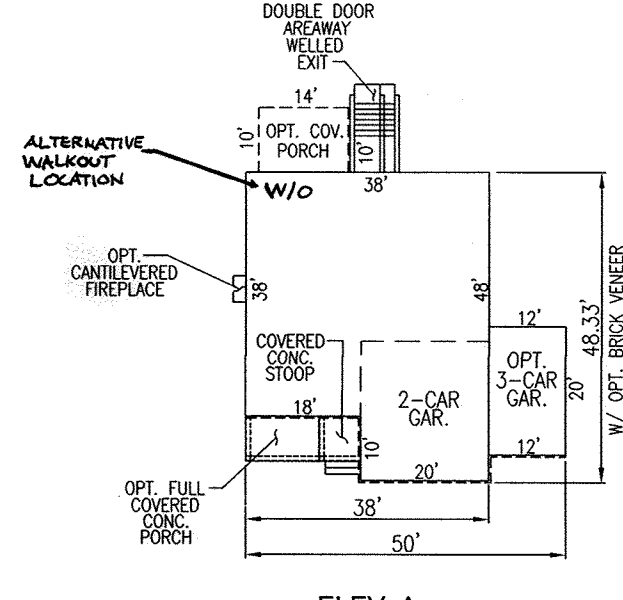 DOUBLE DOOR
AREAWAY
WELLED
EXIT
14'
10'
OPT. COV.
PORCH
10'
ALTERNATIVE
WALKOUT
LOCATION
W/O
38'
OPT.
CANTILEVERED
FIREPLACE
38'
48'
48.33'
W/ OPT. BRICK VENEER
12'
OPT.
3-CAR
GAR.
20'
12'
COVERED
CONC.
STOOP
2-CAR
GAR.
18'
10'
20'
OPT. FULL
COVERED
CONC.
PORCH
38'
50'